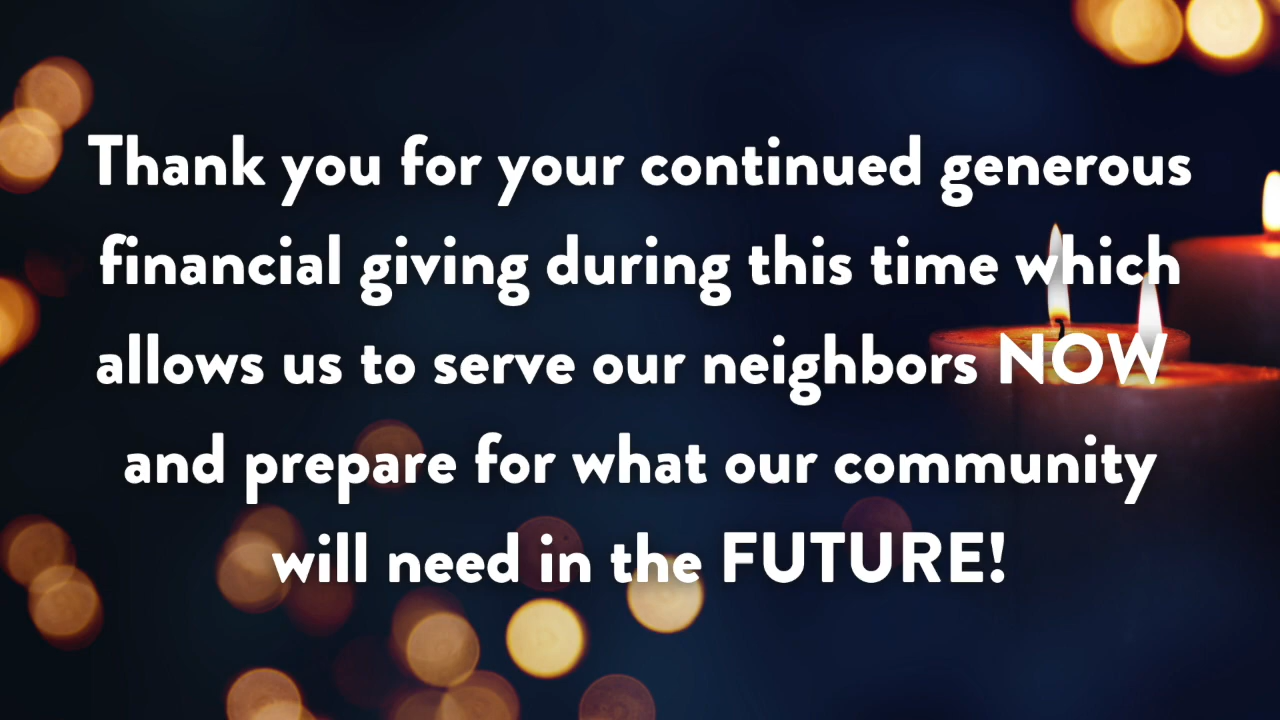 Thank you for your continued generous
financial giving during this time which
allows us to serve our neighbors NOW
and prepare for what our community
will need in the FUTURE!